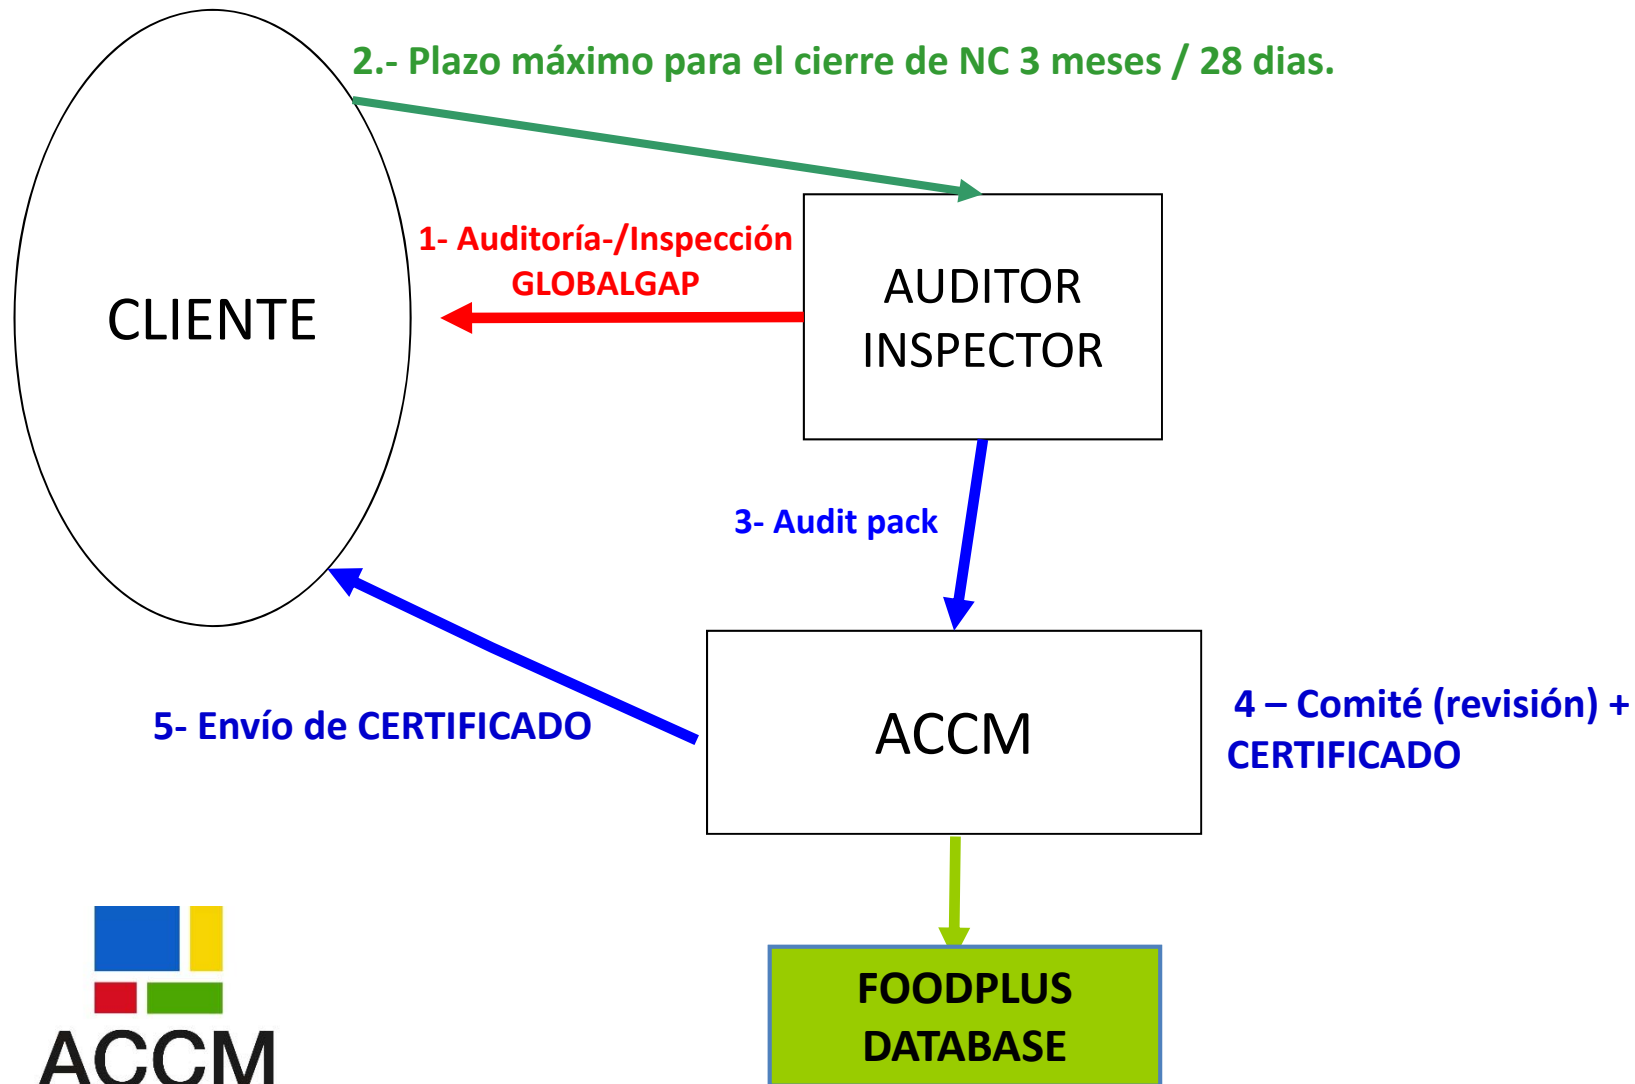 2.- Plazo máximo para el cierre de NC 3 meses / 28 dias.
1- Auditoría-/Inspección
GLOBALGAP
CLIENTE
AUDITOR
INSPECTOR
3- Audit pack
5- Envío de CERTIFICADO
ACCM
4 – Comité (revisión) +
CERTIFICADO
FOODPLUS
DATABASE
ACCM